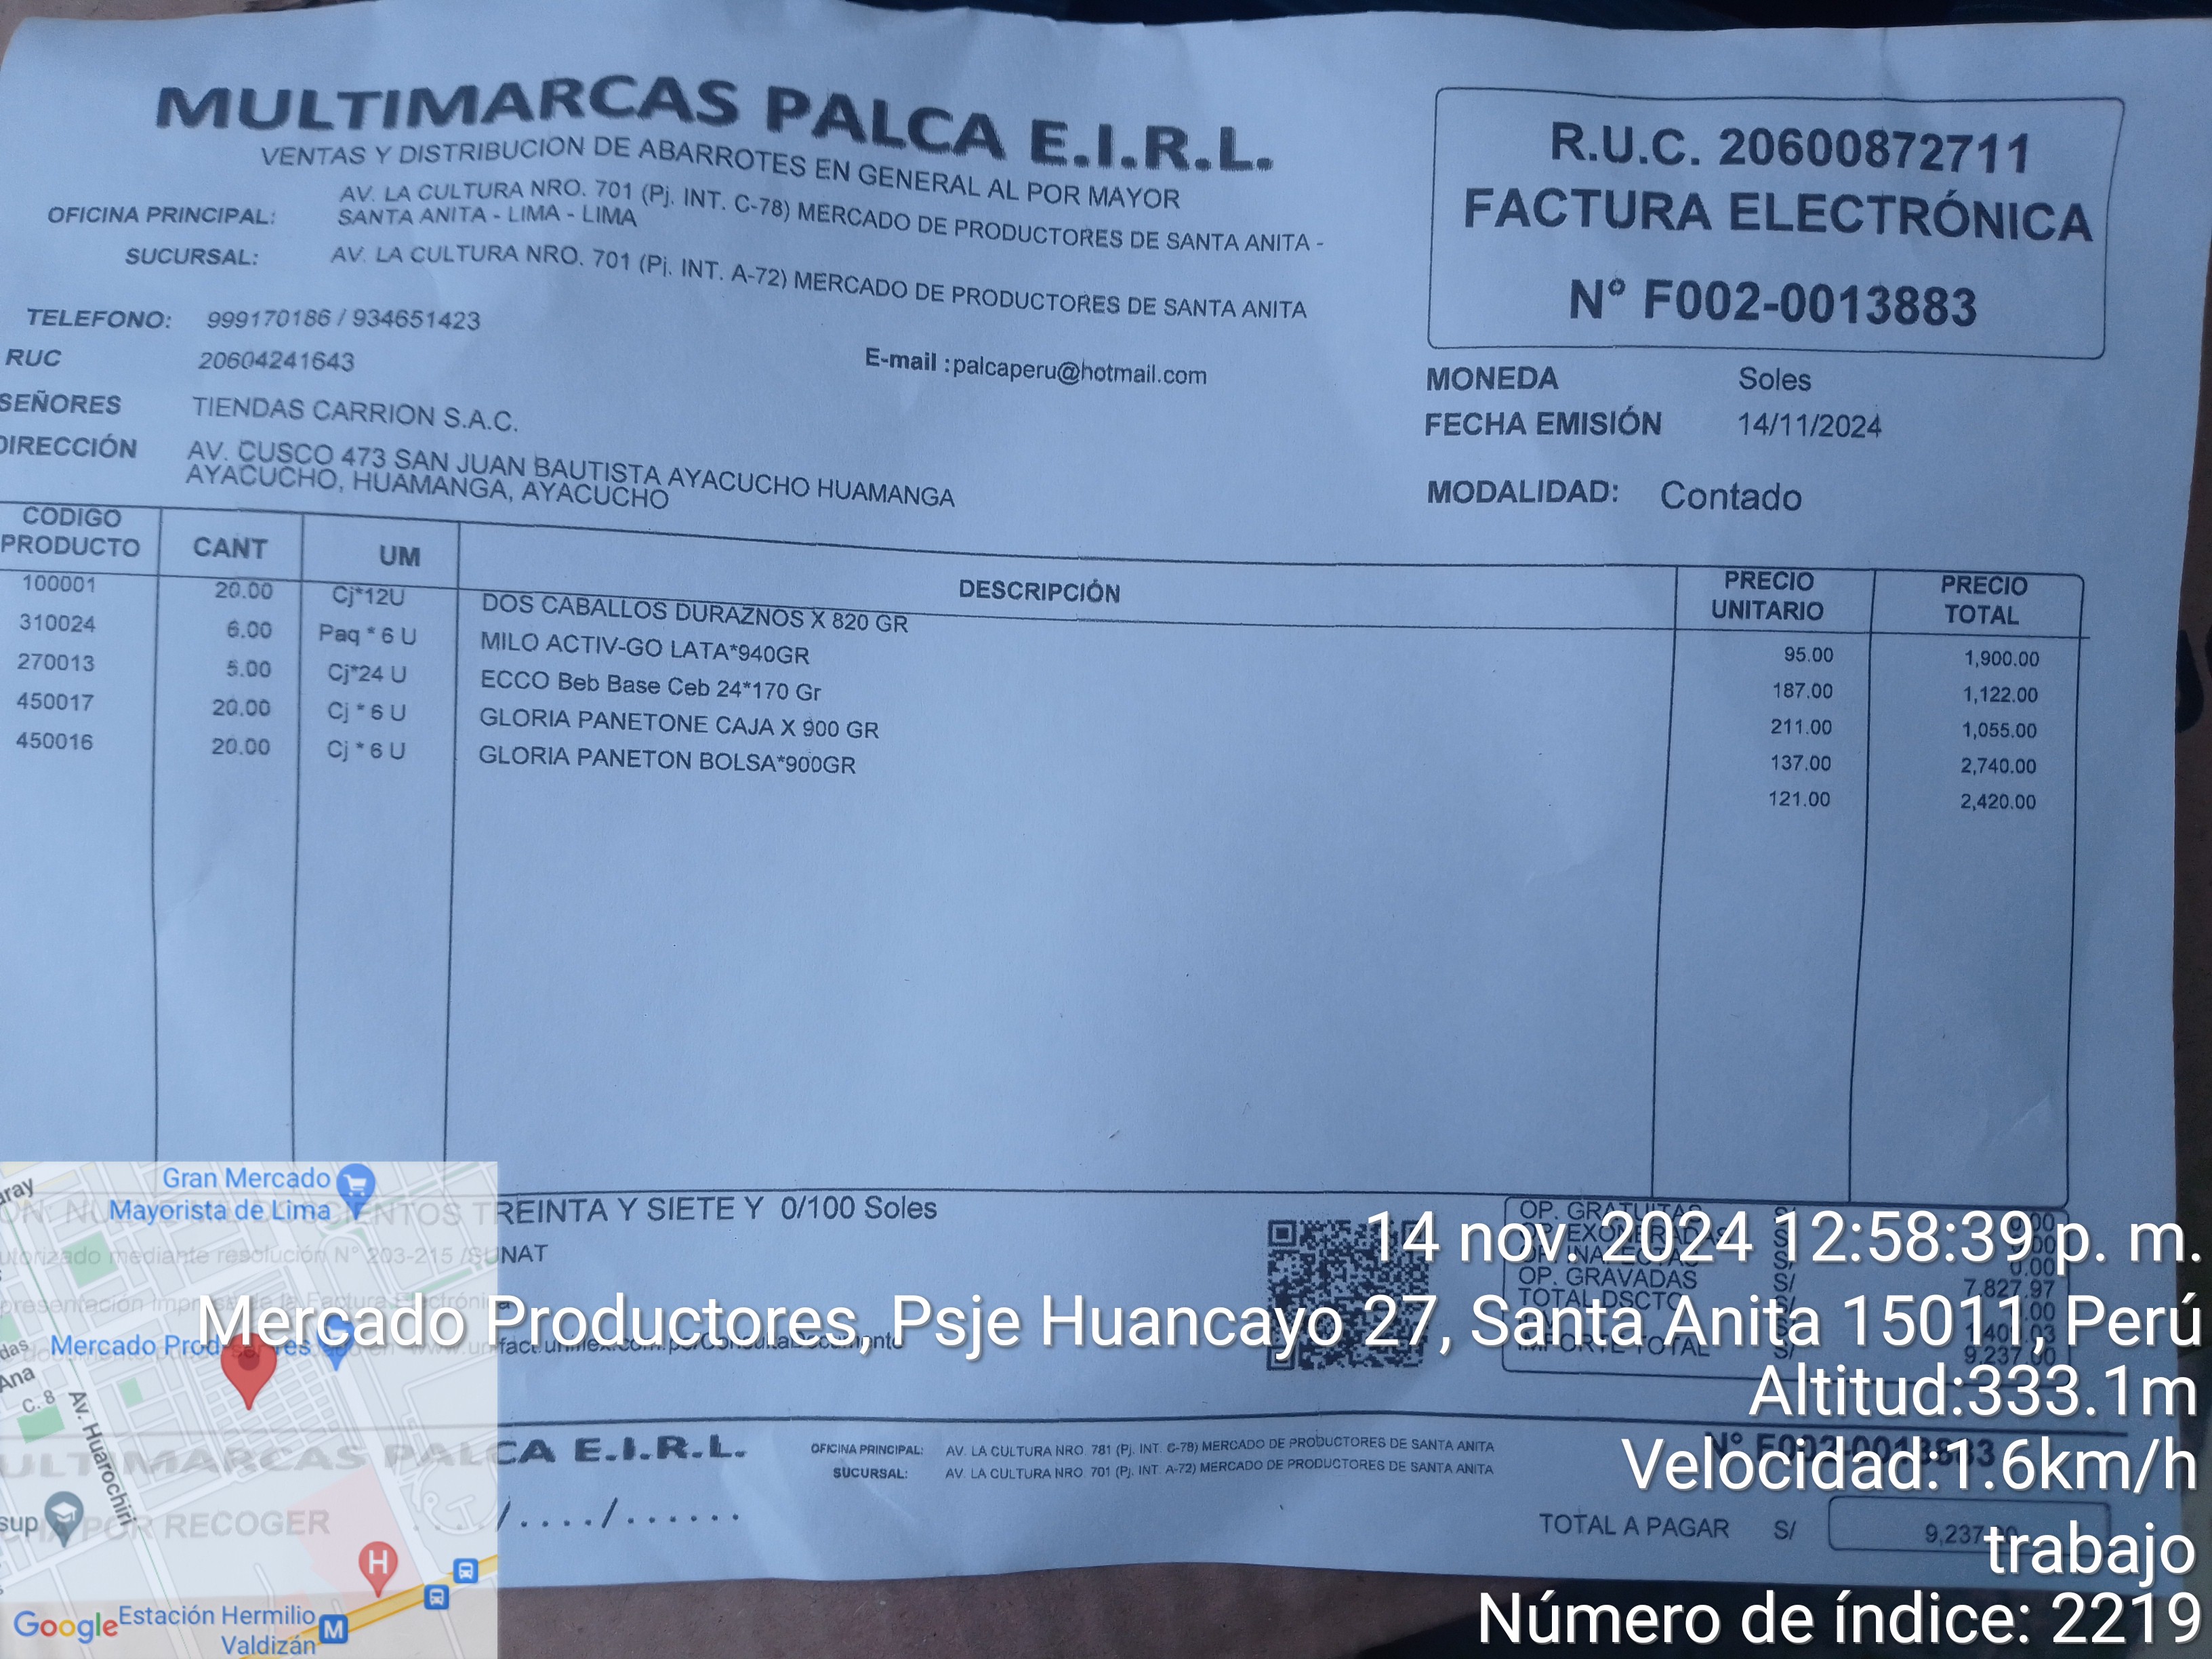 MULTIMARCAS PALCA E.I.R.L.
VENTAS Y DISTRIBUCION DE ABARROTES EN GENERAL AL POR MAYOR
OFICINA PRINCIPAL: AV. LA CULTURA NRO. 701 (Pj. INT. C-78) MERCADO DE PRODUCTORES DE SANTA ANITA -
SANTA ANITA - LIMA - LIMA
SUCURSAL: AV. LA CULTURA NRO. 701 (Pj. INT. A-72) MERCADO DE PRODUCTORES DE SANTA ANITA
TELEFONO: 999170186 / 934651423
E-mail : palcaperu@hotmail.com
R.U.C. 20600872711
FACTURA ELECTRÓNICA
N° F002-0013883
RUC 20604241643
SEÑORES TIENDAS CARRION S.A.C.
DIRECCIÓN AV. CUSCO 473 SAN JUAN BAUTISTA AYACUCHO HUAMANGA
AYACUCHO, HUAMANGA, AYACUCHO
MONEDA Soles
FECHA EMISIÓN 14/11/2024
MODALIDAD: Contado
CODIGO PRODUCTO CANT UM DESCRIPCIÓN PRECIO UNITARIO PRECIO TOTAL
100001 20.00 Cj*12U DOS CABALLOS DURAZNOS X 820 GR 95.00 1,900.00
310024 6.00 Paq * 6 U MILO ACTIV-GO LATA*940GR 187.00 1,122.00
270013 5.00 Cj*24 U ECCO Beb Base Ceb 24*170 Gr 211.00 1,055.00
450017 20.00 Cj * 6 U GLORIA PANETONE CAJA X 900 GR 137.00 2,740.00
450016 20.00 Cj * 6 U GLORIA PANETON BOLSA*900GR 121.00 2,420.00
TREINTA Y SIETE Y 0/100 Soles
autorizado mediante resolución N° 203-215 /SUNAT
OP. GRATUITAS S/
OP. EXONERADAS S/
OP. INAFECTAS S/ 0.00
OP. GRAVADAS S/ 7,827.97
TOTAL DSCTO
IMPORTE TOTAL S/ 9,237.00
MULTIMARCAS PALCA E.I.R.L.
OFICINA PRINCIPAL: AV. LA CULTURA NRO. 781 (Pj. INT. C-78) MERCADO DE PRODUCTORES DE SANTA ANITA
SUCURSAL: AV. LA CULTURA NRO. 701 (Pj. INT. A-72) MERCADO DE PRODUCTORES DE SANTA ANITA
N° F002-0013883
POR RECOGER ..../....../......
TOTAL A PAGAR S/ 9,237
14 nov. 2024 12:58:39 p. m.
Mercado Productores, Psje Huancayo 27, Santa Anita 15011, Perú
Altitud:333.1m
Velocidad:1.6km/h
trabajo
Número de índice: 2219
Gran Mercado
Mayorista de Lima
Mercado Productores
C. 8
Av. Huarochiri
H
Google
Estación Hermilio
Valdizán
M